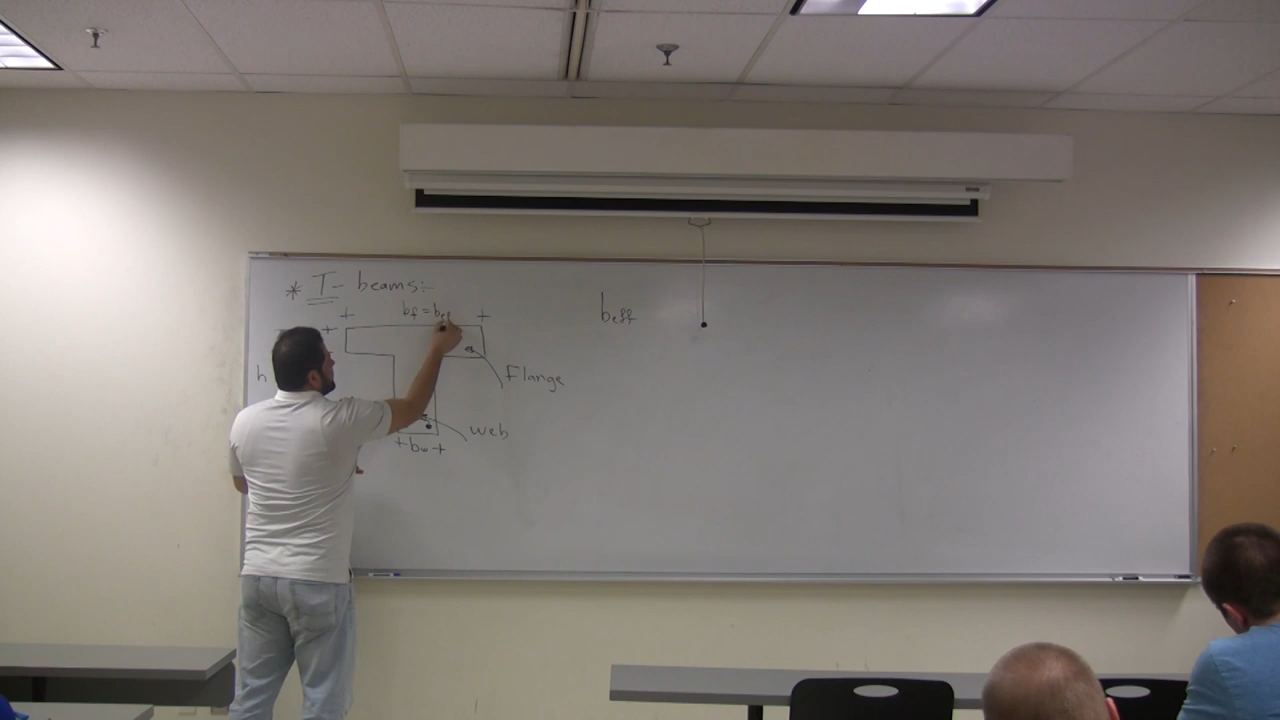 * T- beams:-
bf = beff
beff
h
Flange
web
bw